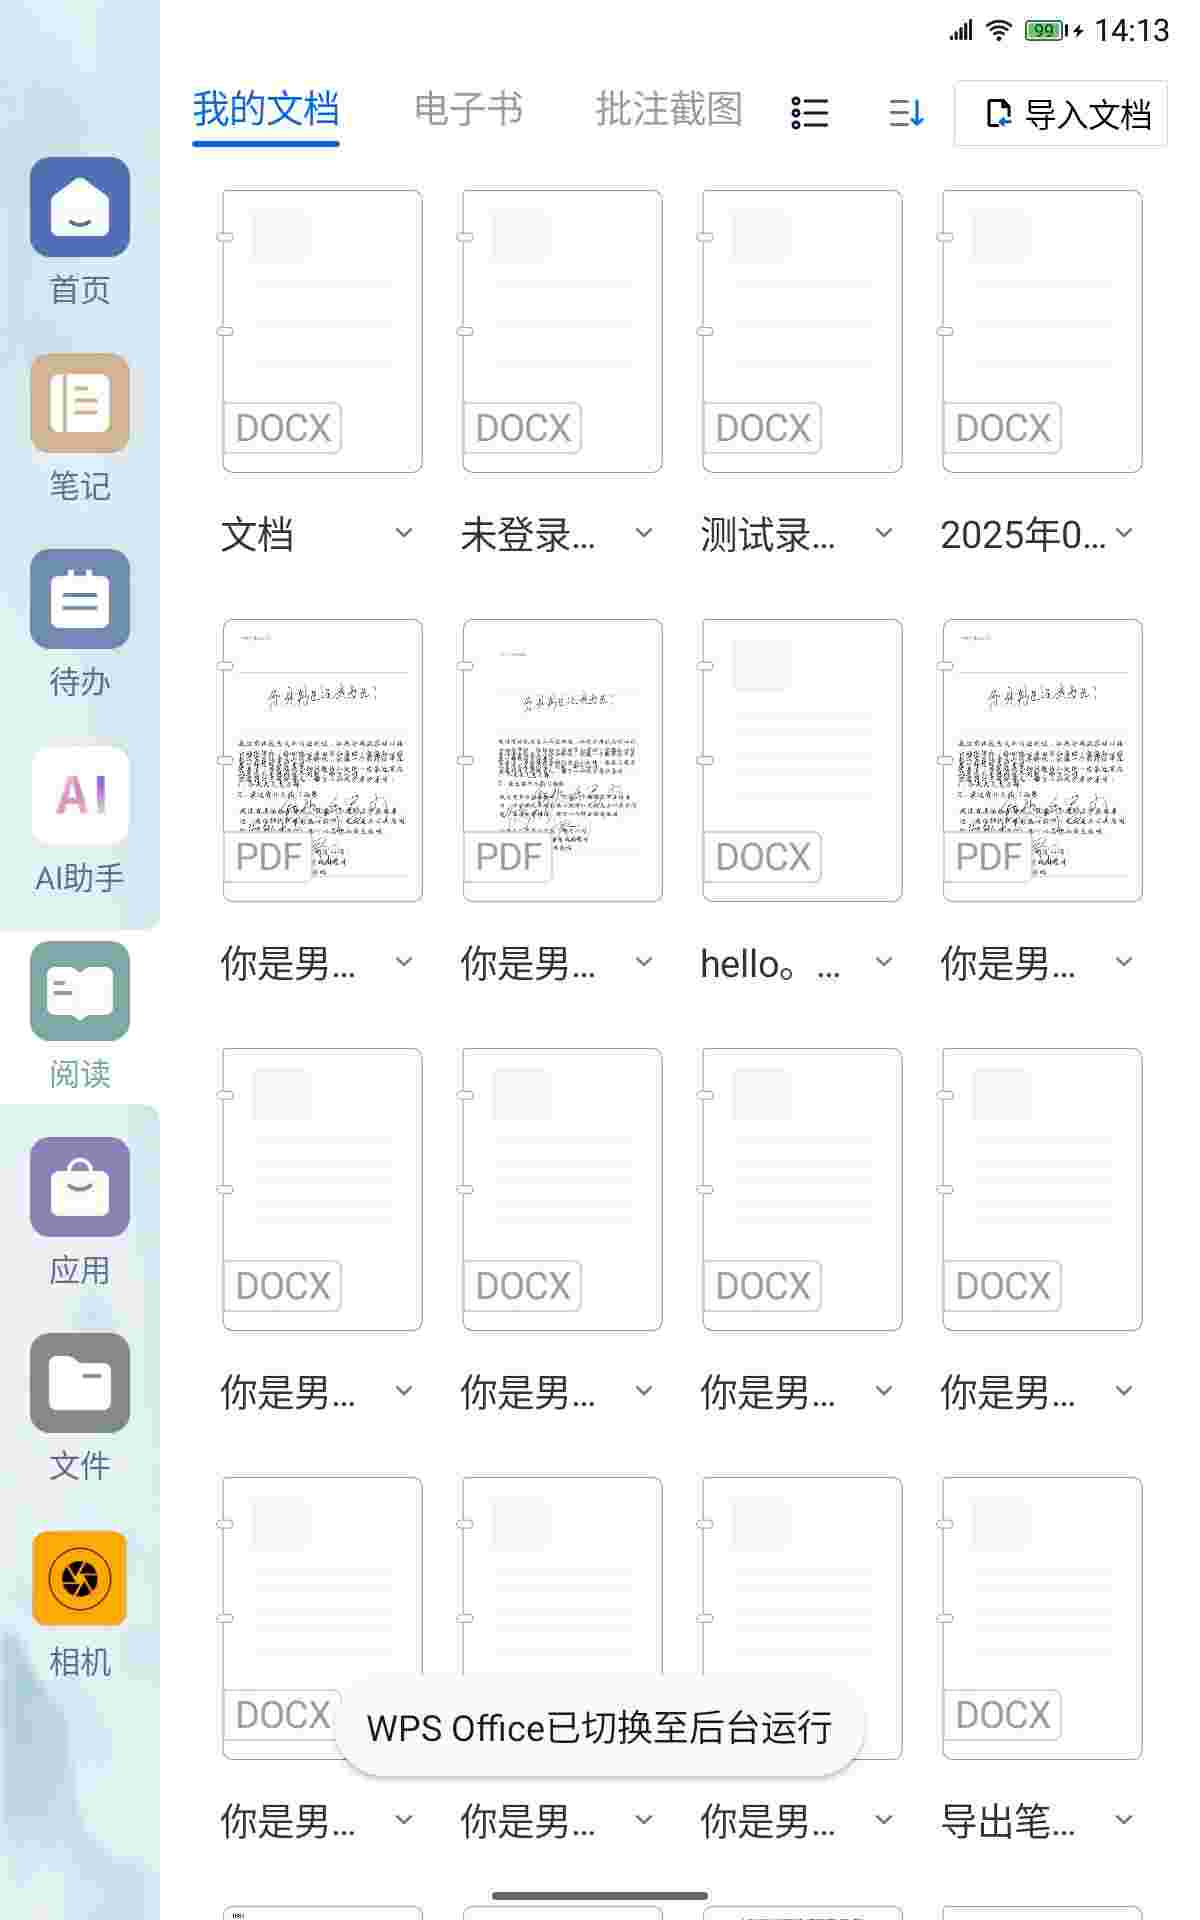 14:13
99
我的文档 电子书 批注截图 导入文档
首页
笔记
待办
AI
AI助手
阅读
应用
文件
相机
DOCX DOCX DOCX DOCX
文档 未登录... 测试录... 2025年0...
PDF PDF DOCX PDF
你是男... 你是男... hello。... 你是男...
DOCX DOCX DOCX DOCX
你是男... 你是男... 你是男... 你是男...
DOCX DOCX
WPS Office已切换至后台运行
你是男... 你是男... 你是男... 导出笔...